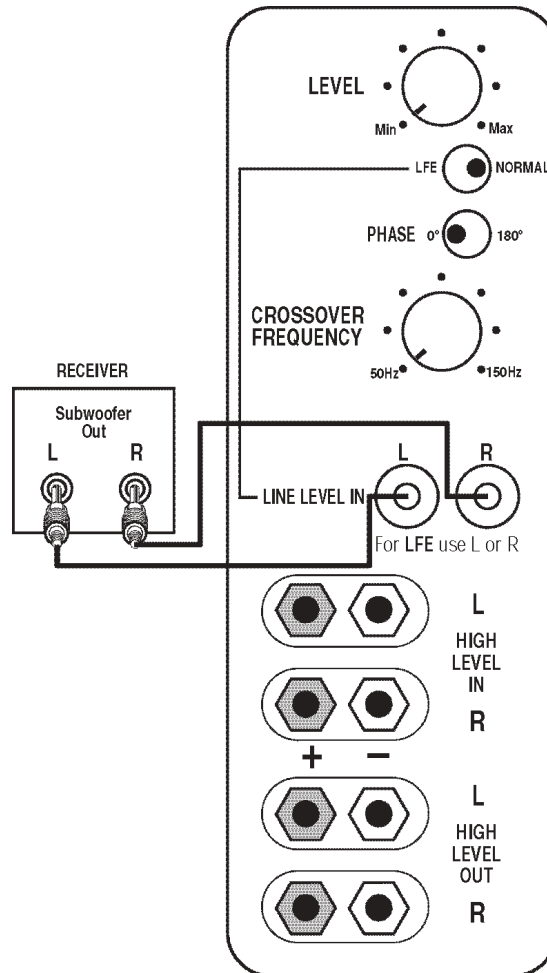 LEVEL
Min Max
LFE NORMAL
PHASE 0° 180°
CROSSOVER
FREQUENCY
50Hz 150Hz
RECEIVER
Subwoofer
Out
L R
L R
LINE LEVEL IN
For LFE use L or R
L
HIGH
LEVEL
IN
R
+ −
L
HIGH
LEVEL
OUT
R